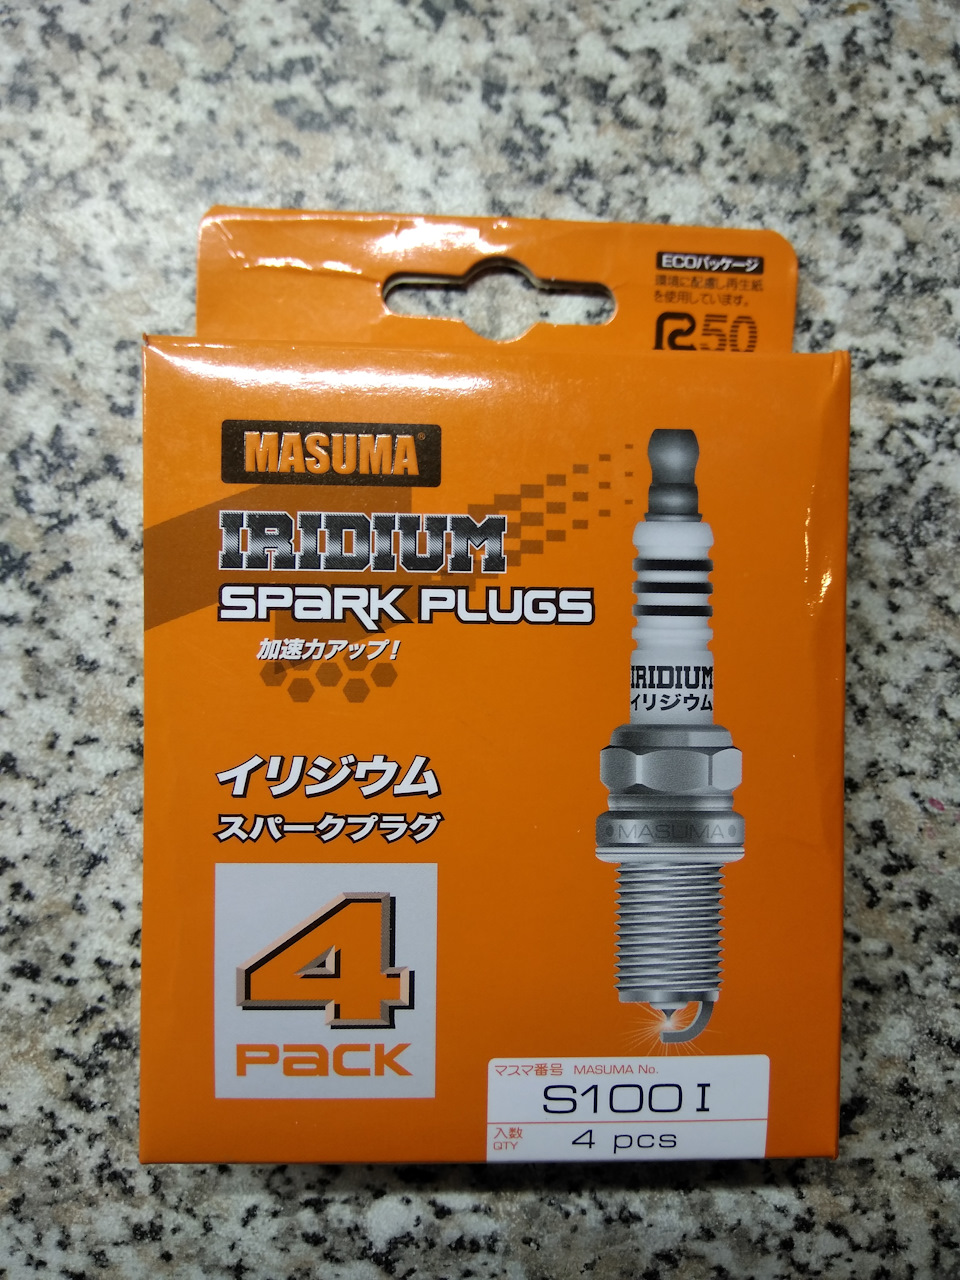 ECOパッケージ
環境に配慮し再生紙
を使用しています。
R50
MASUMA®
IRIDIUM
SPARK PLUGS
加速力アップ!
IRIDIUM
イリジウム
イリジウム
スパークプラグ
MASUMA
4
PACK
マスマ番号 MASUMA No.
S100I
入数
QTY
4 pcs